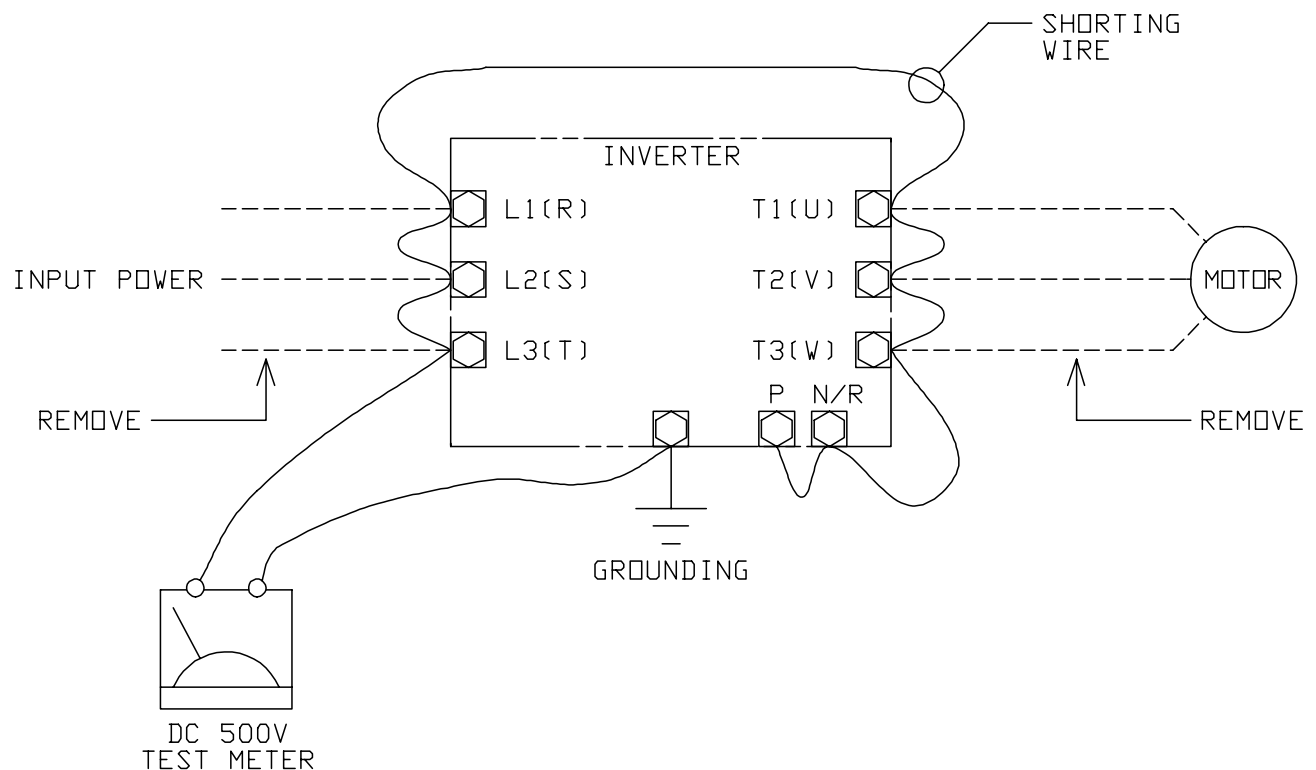 SHORTING
WIRE
INVERTER
L1(R)
T1(U)
INPUT POWER
L2(S)
T2(V)
MOTOR
L3(T)
T3(W)
P
N/R
REMOVE
REMOVE
GROUNDING
DC 500V
TEST METER